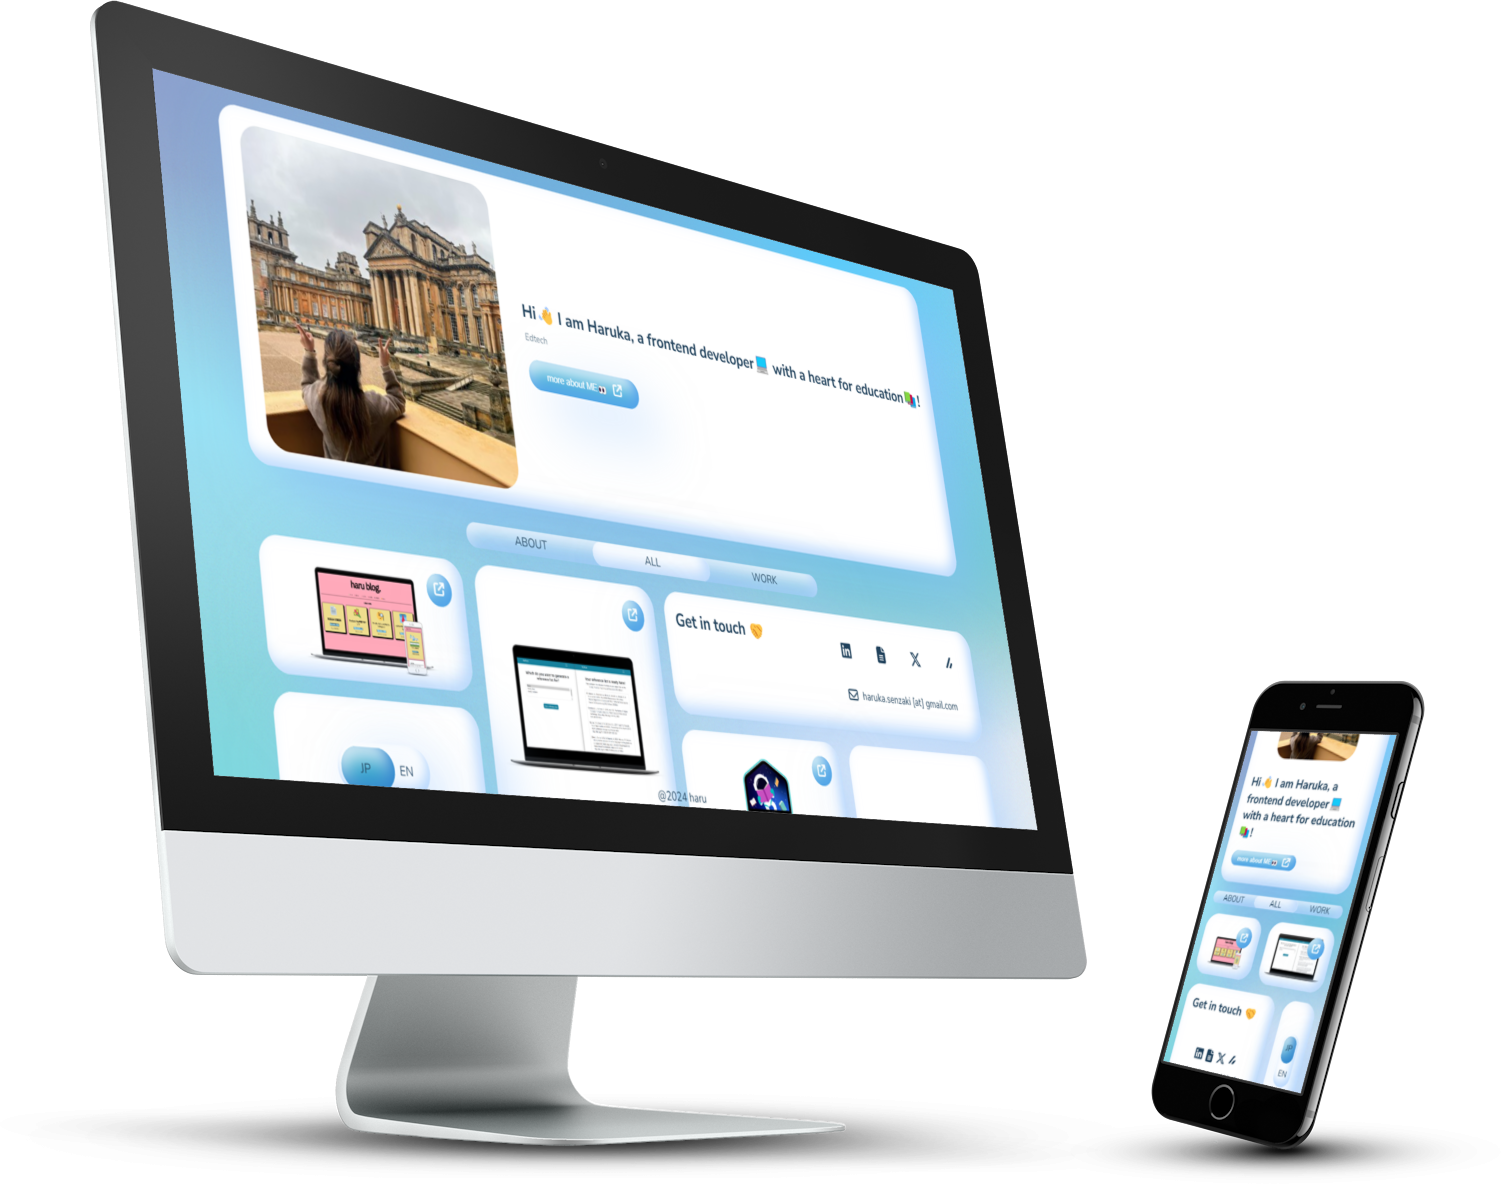 Hi👋 I am Haruka, a frontend developer💻 with a heart for education📚!
Edtech
more about ME👀
ABOUT
ALL
WORK
haru blog.
Get in touch 🤝
haruka.senzaki [at] gmail.com
JP
EN
@2024 haru
Hi👋 I am Haruka, a
frontend developer💻
with a heart for education
📚!
more about ME👀
ABOUT
ALL
WORK
Get in touch 🤝
JP
EN